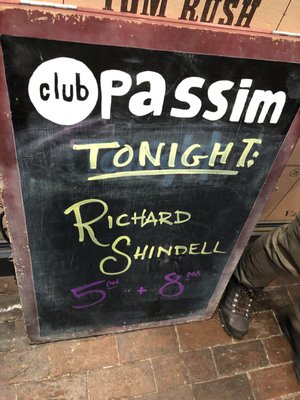 TOM RUSH
club passim
TONIGHT:
RICHARD
SHINDELL
5PM + 8PM